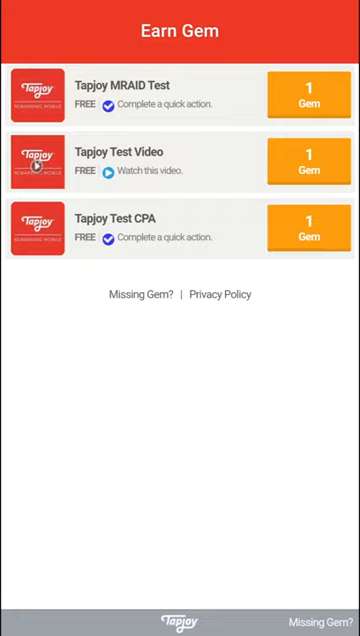 Earn Gem
Tapjoy
REWARDING MOBILE
Tapjoy MRAID Test
FREE Complete a quick action.
1
Gem
Tapjoy
REWARDING MOBILE
Tapjoy Test Video
FREE Watch this video.
1
Gem
Tapjoy
REWARDING MOBILE
Tapjoy Test CPA
FREE Complete a quick action.
1
Gem
Missing Gem? | Privacy Policy
Tapjoy Missing Gem?